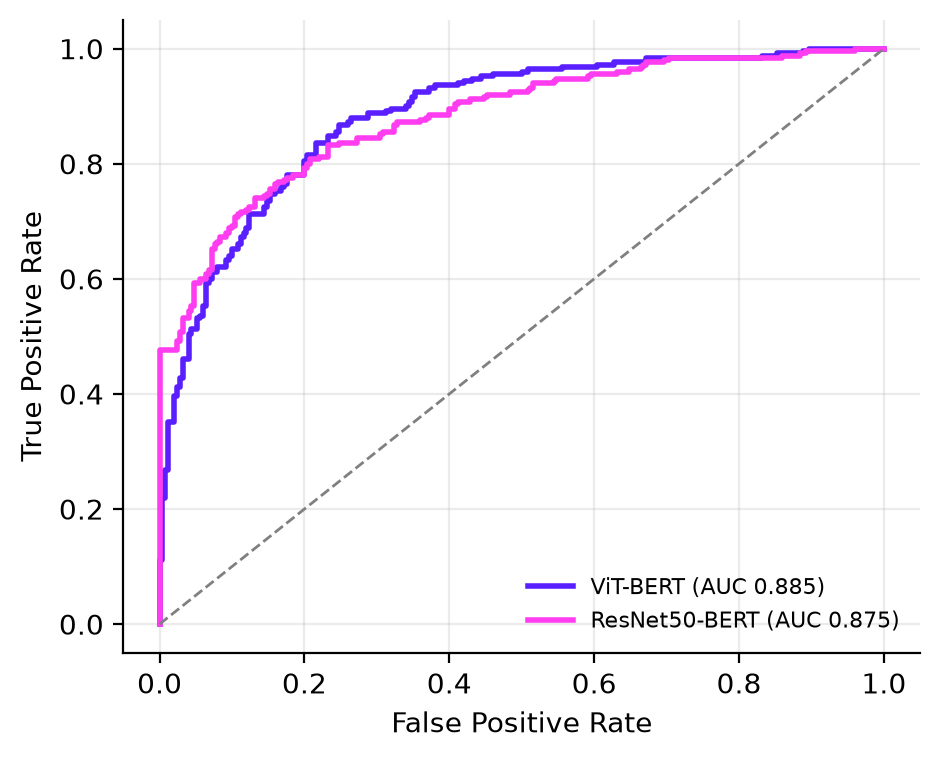 1.0
0.8
0.6
0.4
0.2
0.0
True Positive Rate
ViT-BERT (AUC 0.885)
ResNet50-BERT (AUC 0.875)
0.0 0.2 0.4 0.6 0.8 1.0
False Positive Rate